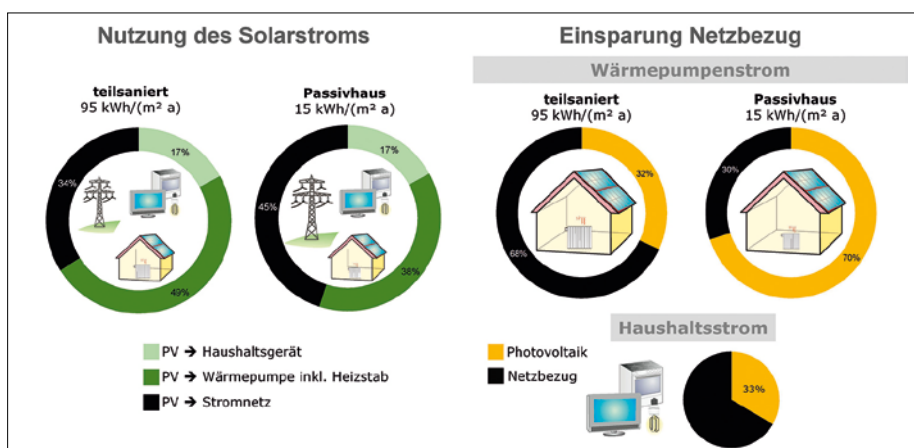 Nutzung des Solarstroms
teilsaniert
95 kWh/(m² a)
Passivhaus
15 kWh/(m² a)
17%
34%
49%
17%
45%
38%
PV → Haushaltsgerät
PV → Wärmepumpe inkl. Heizstab
PV → Stromnetz
Einsparung Netzbezug
Wärmepumpenstrom
teilsaniert
95 kWh/(m² a)
Passivhaus
15 kWh/(m² a)
32%
68%
30%
70%
Haushaltsstrom
Photovoltaik
Netzbezug
33%